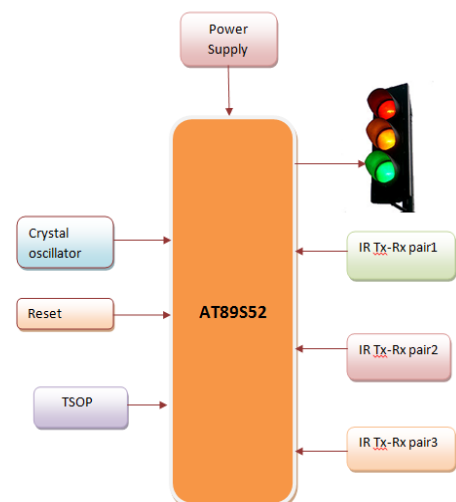 Power
Supply
Crystal
oscillator
Reset
TSOP
AT89S52
IR Tx-Rx pair1
IR Tx-Rx pair2
IR Tx-Rx pair3